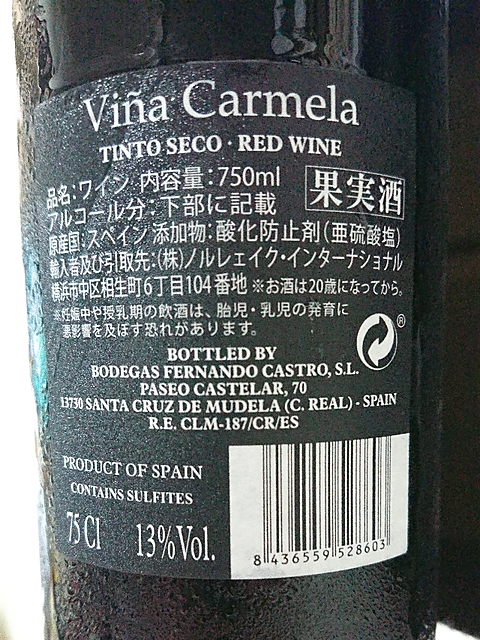 Viña Carmela
TINTO SECO · RED WINE
品名：ワイン 内容量：750ml
果実酒
アルコール分：下部に記載
原産国：スペイン 添加物：酸化防止剤（亜硫酸塩）
輸入者及び引取先：（株）ノルレェイク・インターナショナル
横浜市中区相生町6丁目104番地 ※お酒は20歳になってから。
※妊娠中や授乳期の飲酒は、胎児・乳児の発育に
悪影響を及ぼす恐れがあります。
®
BOTTLED BY
BODEGAS FERNANDO CASTRO, S.L.
PASEO CASTELAR, 70
13730 SANTA CRUZ DE MUDELA (C. REAL) - SPAIN
R.E. CLM-187/CR/ES
PRODUCT OF SPAIN
CONTAINS SULFITES
75 Cl 13% Vol.
8 436559 528603